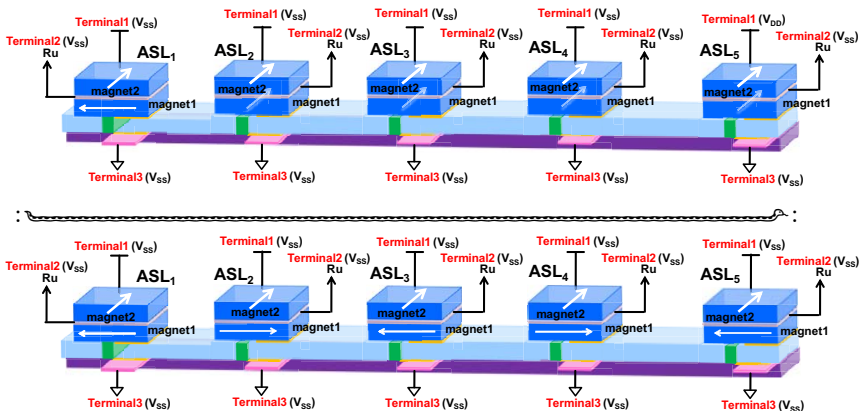 Terminal1 (VSS) Terminal1 (VSS) Terminal1 (VSS) Terminal1 (VSS) Terminal1 (VDD)
Terminal2 (VSS) Terminal2 (VSS) Terminal2 (VSS) Terminal2 (VSS) Terminal2 (VSS)
Ru ASL1 ASL2 Ru ASL3 Ru ASL4 Ru ASL5 Ru
magnet2 magnet2 magnet2 magnet2 magnet2
magnet1 magnet1 magnet1 magnet1 magnet1
Terminal3 (VSS) Terminal3 (VSS) Terminal3 (VSS) Terminal3 (VSS) Terminal3 (VSS)
: :
Terminal1 (VSS) Terminal1 (VSS) Terminal1 (VSS) Terminal1 (VSS) Terminal1 (VSS)
Terminal2 (VSS) Terminal2 (VSS) Terminal2 (VSS) Terminal2 (VSS) Terminal2 (VSS)
Ru ASL1 ASL2 Ru ASL3 Ru ASL4 Ru ASL5 Ru
magnet2 magnet2 magnet2 magnet2 magnet2
magnet1 magnet1 magnet1 magnet1 magnet1
Terminal3 (VSS) Terminal3 (VSS) Terminal3 (VSS) Terminal3 (VSS) Terminal3 (VSS)